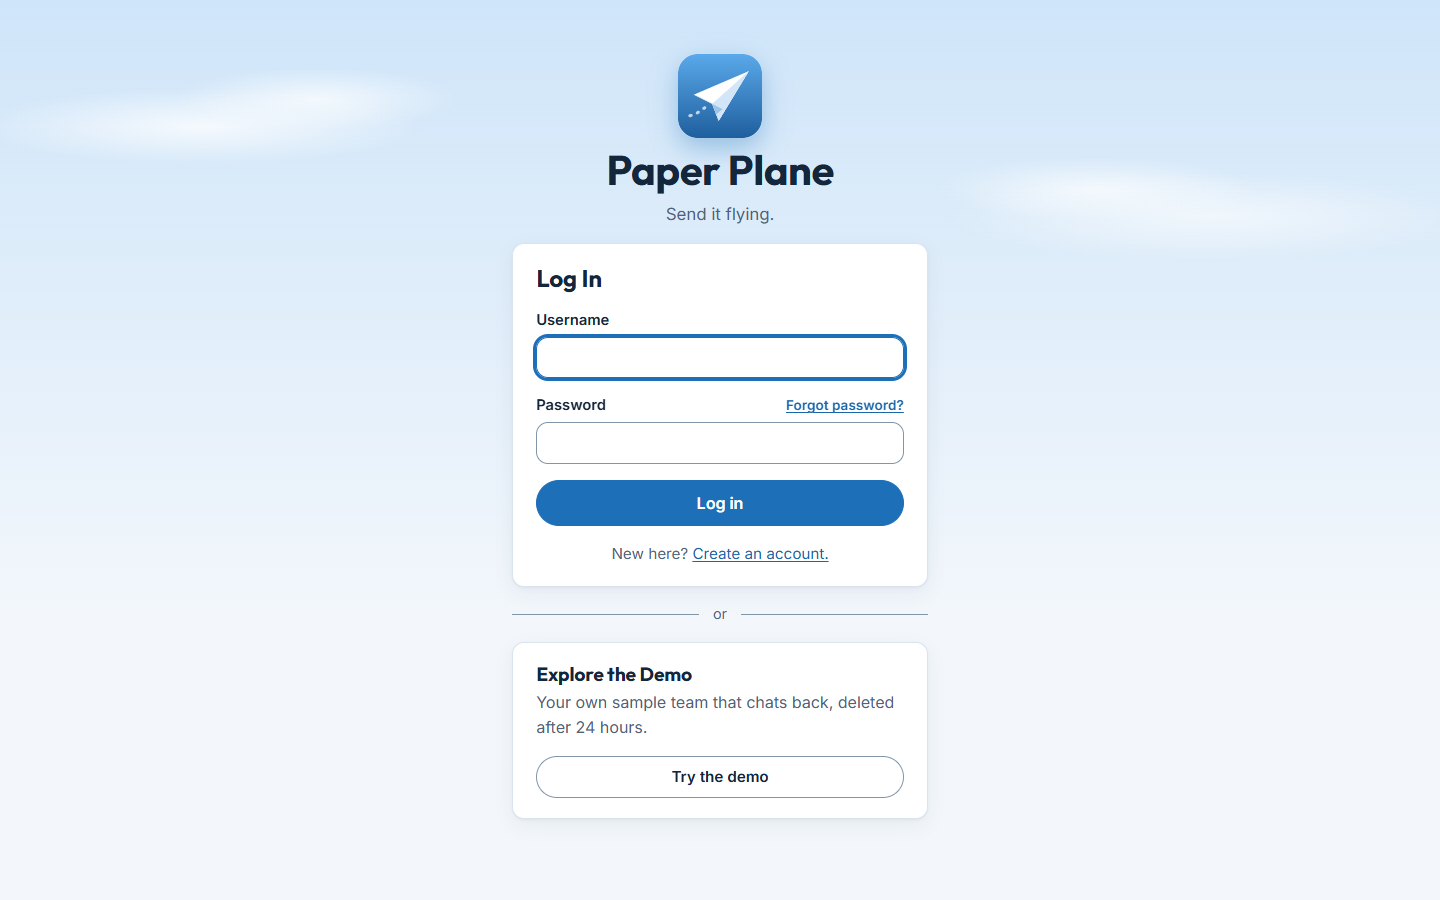 Paper Plane
Send it flying.
Log In
Username
Password
Forgot password?
Log in
New here? Create an account.
or
Explore the Demo
Your own sample team that chats back, deleted
after 24 hours.
Try the demo